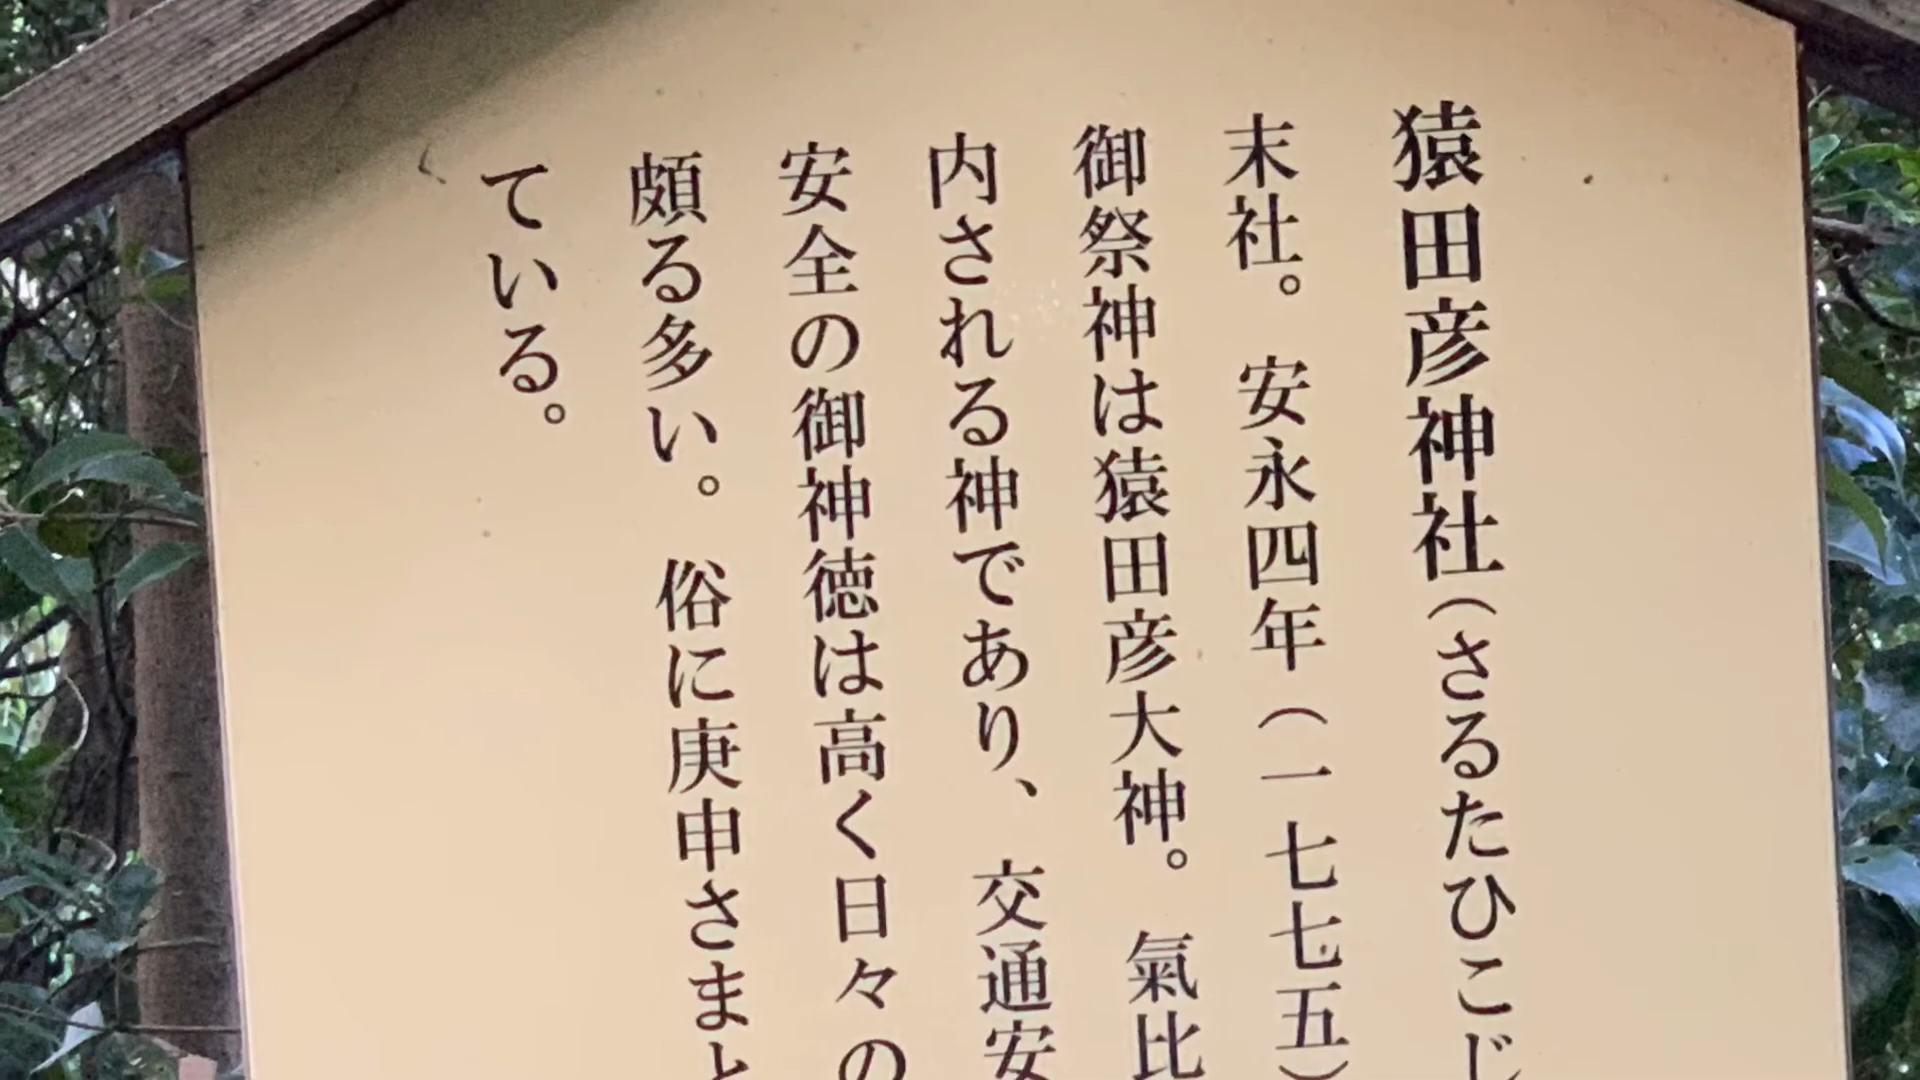 猿田彦神社(さるたひこじ
末社。安永四年(一七七五)
御祭神は猿田彦大神。氣比
内される神であり、交通安
安全の御神徳は高く日々の
頗る多い。俗に庚申さまと
ている。